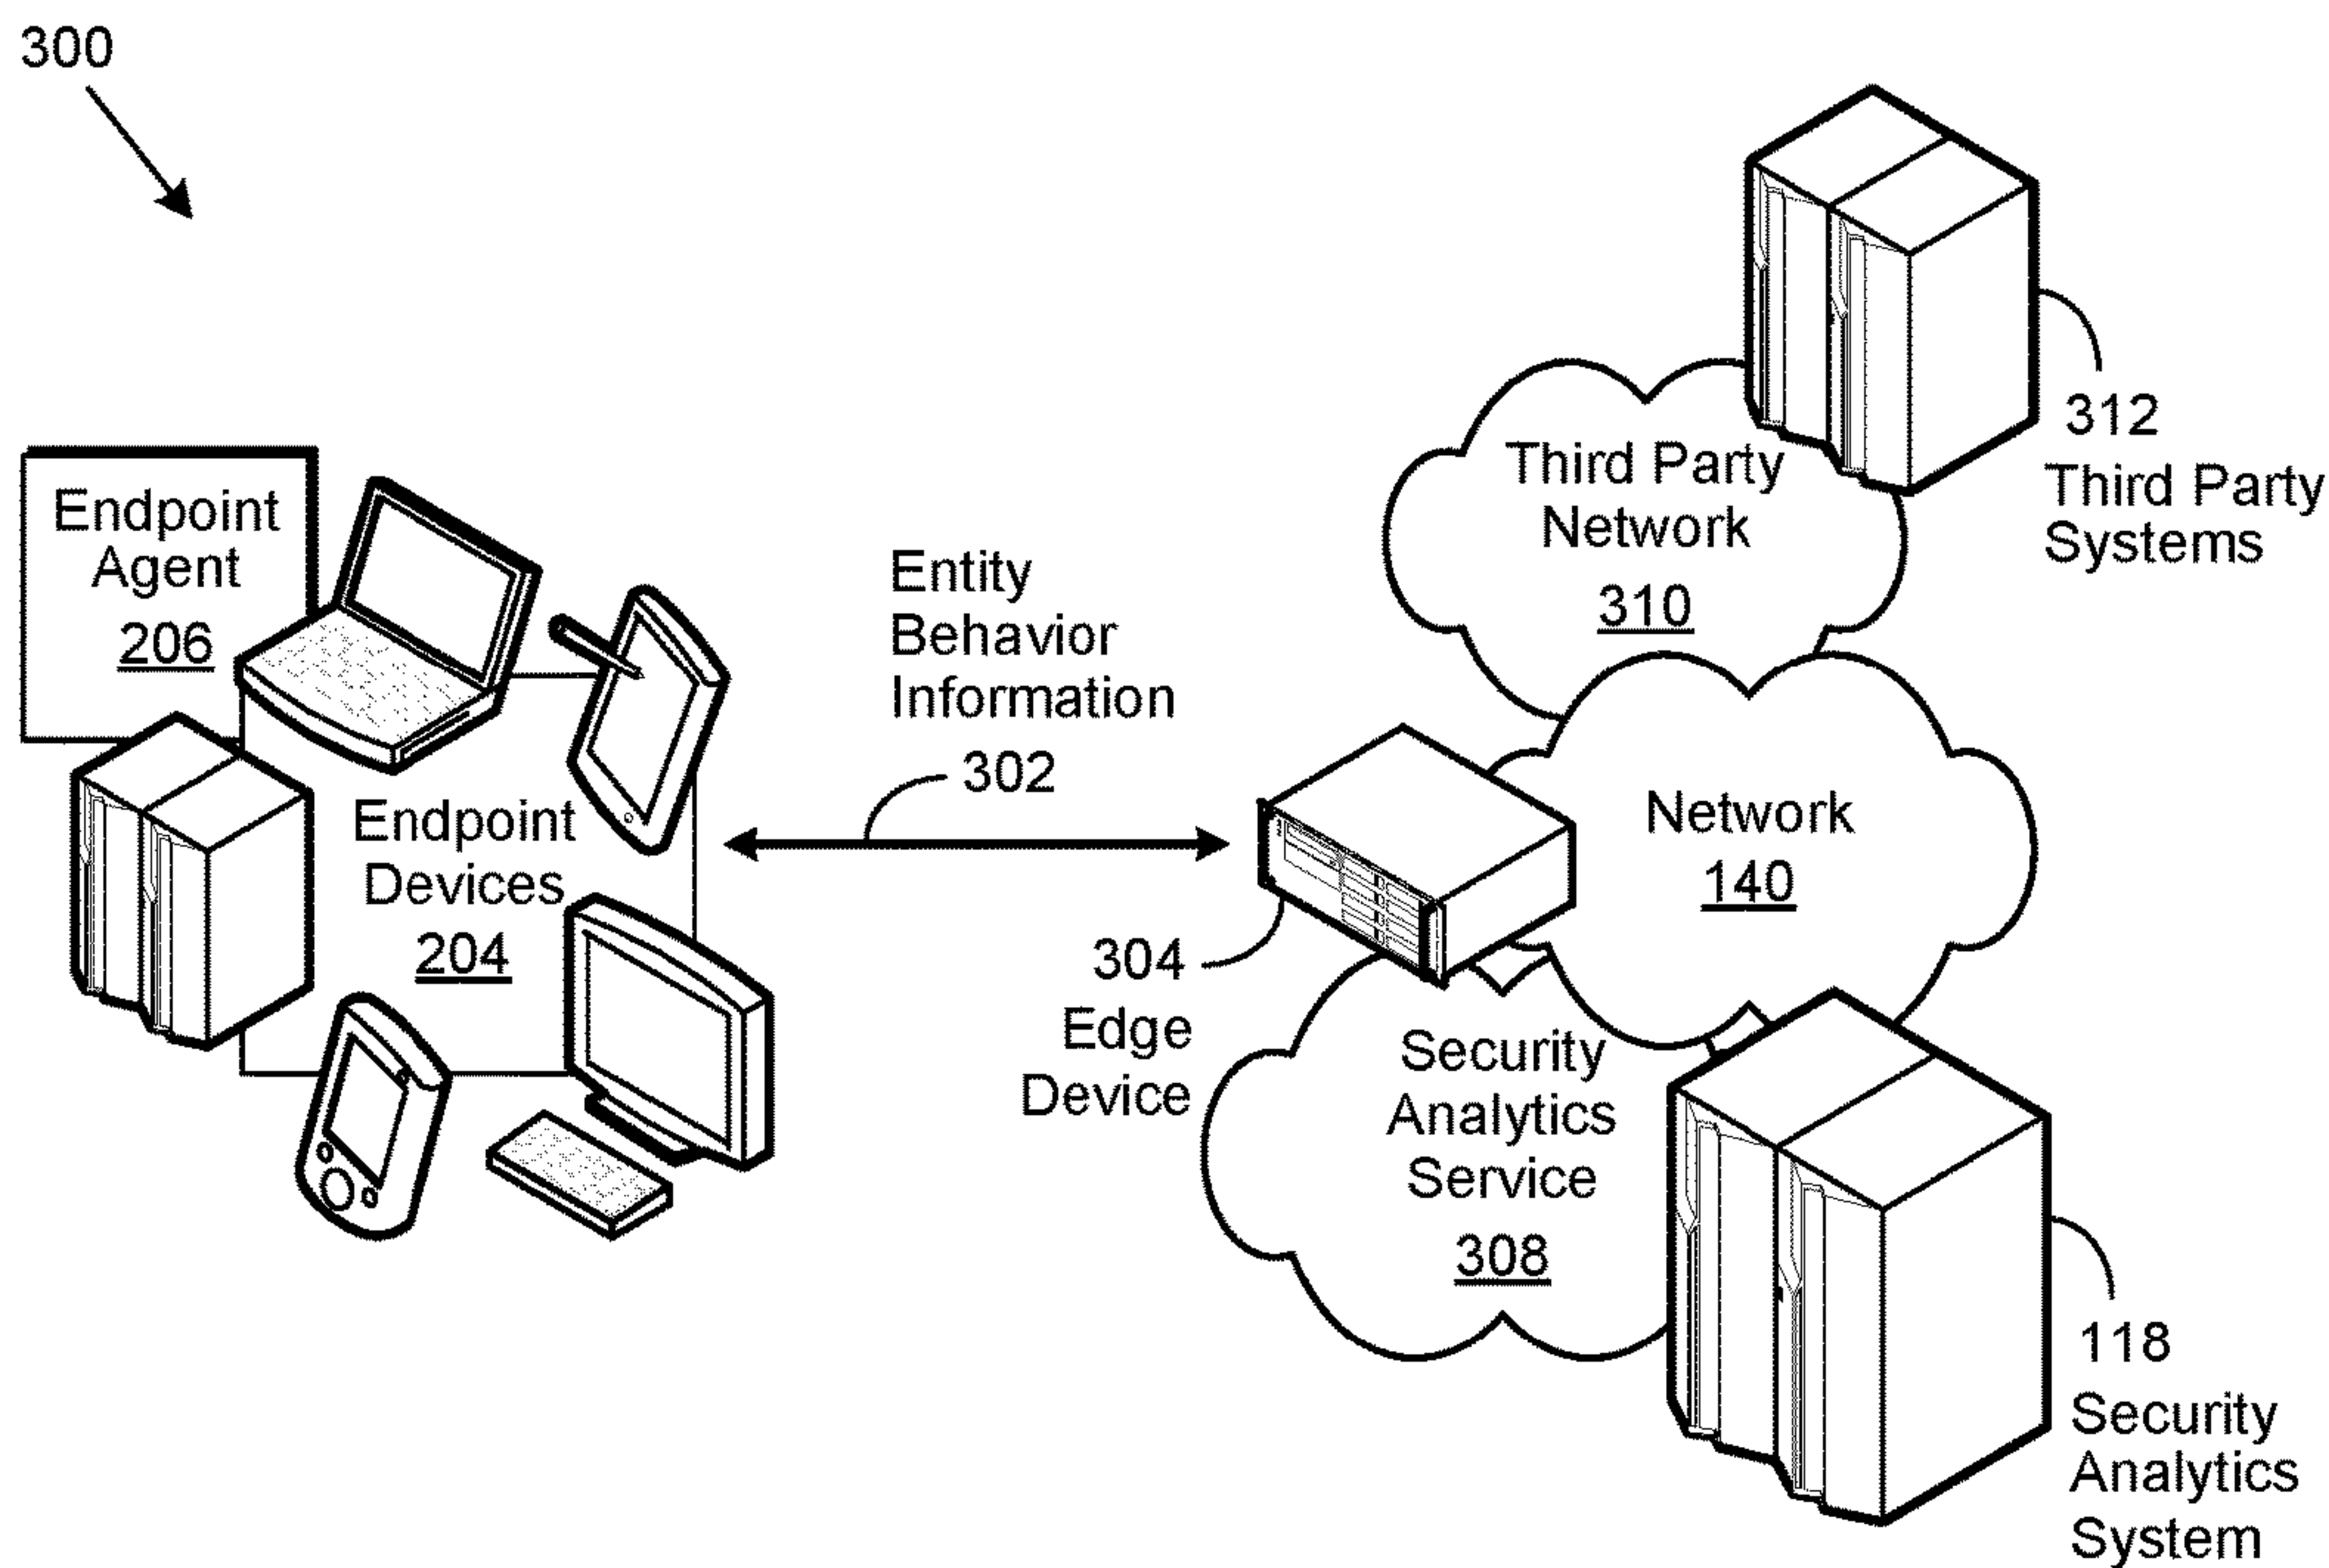 300
Endpoint
Agent
206
Endpoint
Devices
204
Entity
Behavior
Information
302
304
Edge
Device
Third Party
Network
310
312
Third Party
Systems
Network
140
Security
Analytics
Service
308
118
Security
Analytics
System